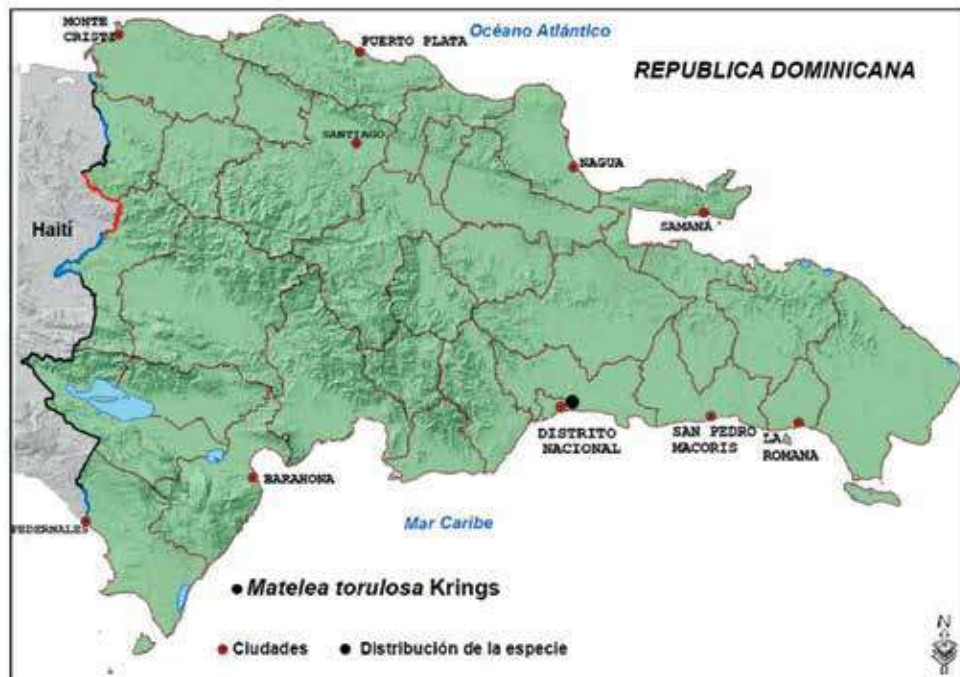 MONTE
CRISTI
PUERTO PLATA
Océano Atlántico
REPUBLICA DOMINICANA
SANTIAGO
NAGUA
SAMANÁ
Haití
DISTRITO
NACIONAL
SAN PEDRO
MACORIS
LA
ROMANA
BARAHONA
PEDERNALES
Mar Caribe
Matelea torulosa Krings
Ciudades
Distribución de la especie
N